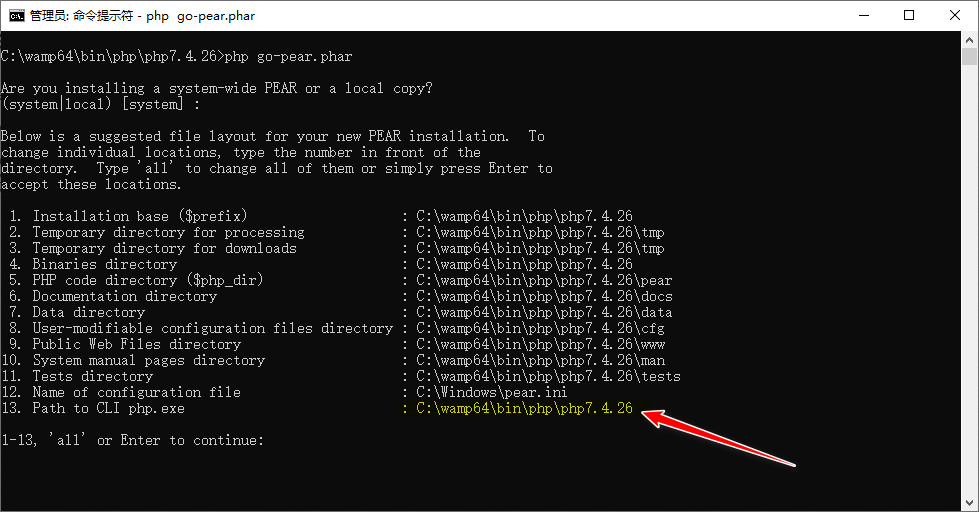 管理员: 命令提示符 - php  go-pear.phar
C:\wamp64\bin\php\php7.4.26>php go-pear.phar
Are you installing a system-wide PEAR or a local copy?
(system|local) [system] :
Below is a suggested file layout for your new PEAR installation.  To
change individual locations, type the number in front of the
directory.  Type 'all' to change all of them or simply press Enter to
accept these locations.
 1. Installation base ($prefix)                   : C:\wamp64\bin\php\php7.4.26
 2. Temporary directory for processing            : C:\wamp64\bin\php\php7.4.26\tmp
 3. Temporary directory for downloads             : C:\wamp64\bin\php\php7.4.26\tmp
 4. Binaries directory                            : C:\wamp64\bin\php\php7.4.26
 5. PHP code directory ($php_dir)                 : C:\wamp64\bin\php\php7.4.26\pear
 6. Documentation directory                       : C:\wamp64\bin\php\php7.4.26\docs
 7. Data directory                                : C:\wamp64\bin\php\php7.4.26\data
 8. User-modifiable configuration files directory : C:\wamp64\bin\php\php7.4.26\cfg
 9. Public Web Files directory                    : C:\wamp64\bin\php\php7.4.26\www
10. System manual pages directory                 : C:\wamp64\bin\php\php7.4.26\man
11. Tests directory                               : C:\wamp64\bin\php\php7.4.26\tests
12. Name of configuration file                    : C:\Windows\pear.ini
13. Path to CLI php.exe                           : C:\wamp64\bin\php\php7.4.26
1-13, 'all' or Enter to continue: